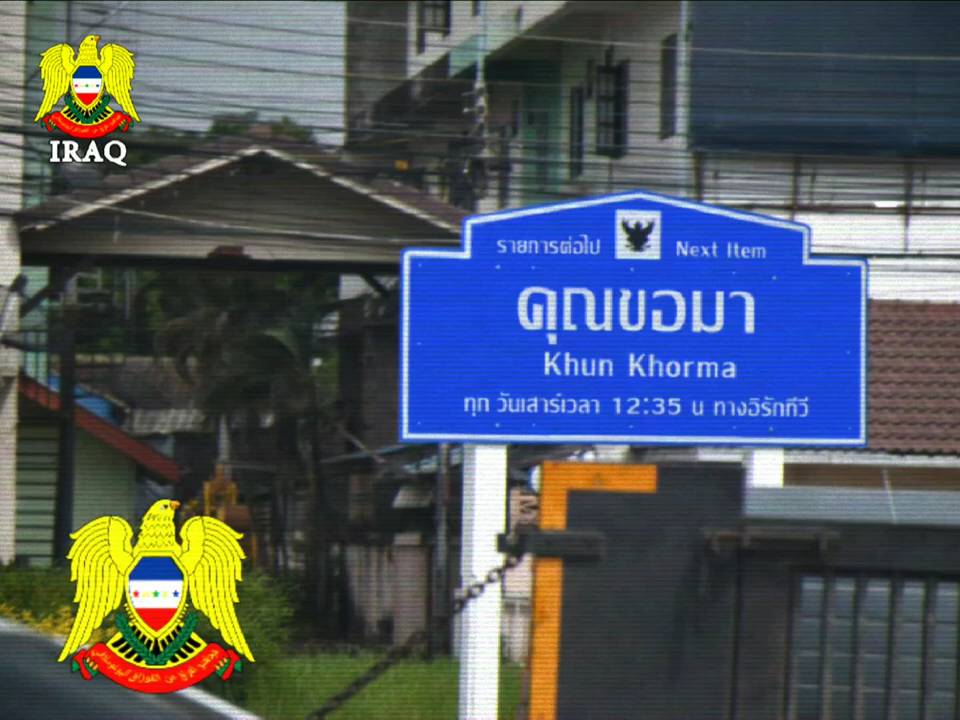 IRAQ
รายการต่อไป
Next Item
คุณขอมา
Khun Khorma
ทุก วันเสาร์เวลา 12:35 น ทางอิรักทีวี